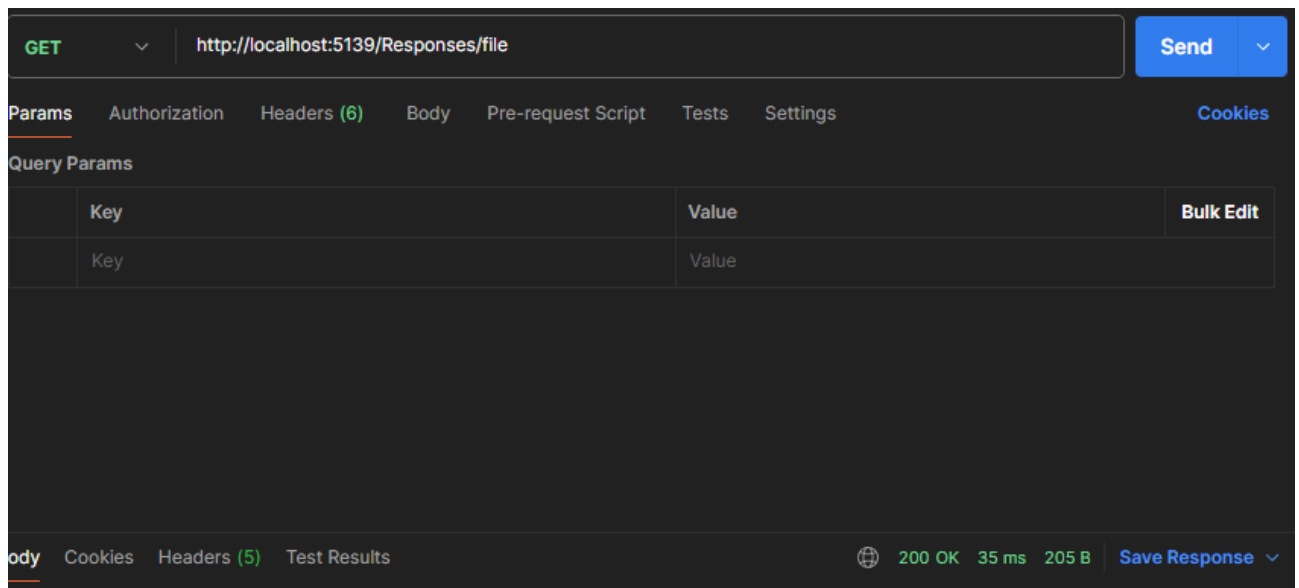 GET http://localhost:5139/Responses/file Send
Params Authorization Headers (6) Body Pre-request Script Tests Settings Cookies
Query Params
Key Value Bulk Edit
Key Value
ody Cookies Headers (5) Test Results 200 OK 35 ms 205 B Save Response